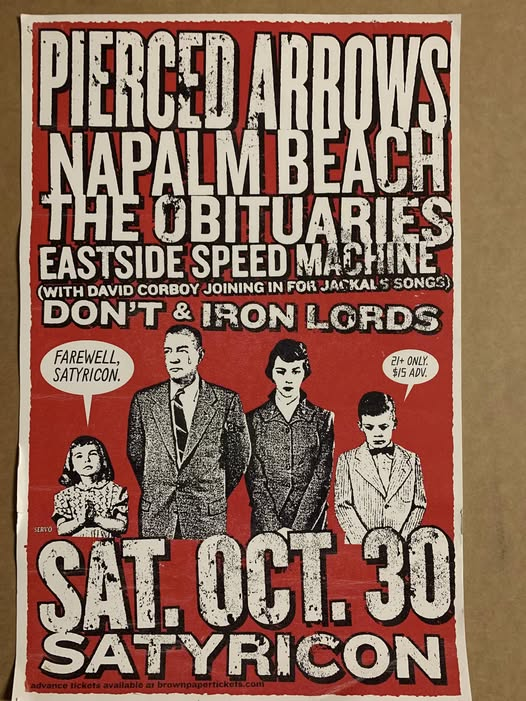 PIERCED ARROWS
NAPALM BEACH
THE OBITUARIES
EASTSIDE SPEED MACHINE
(WITH DAVID CORBOY JOINING IN FOR JACKAL'S SONGS)
DON'T & IRON LORDS
FAREWELL,
SATYRICON.
21+ ONLY.
$15 ADV.
SERVO
SAT. OCT. 30
SATYRICON
advance tickets available at brownpapertickets.com